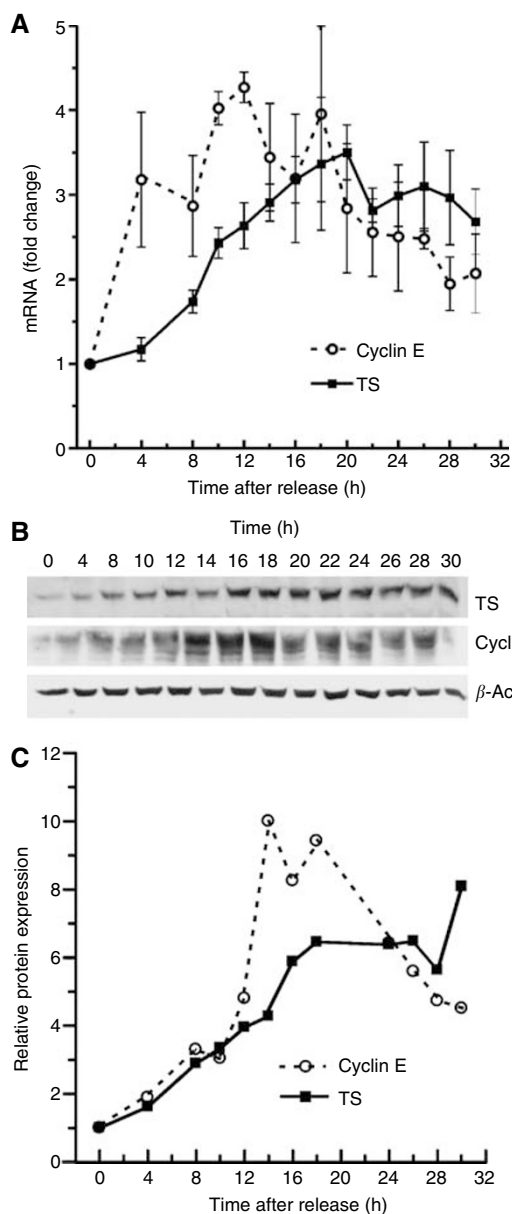 A
5
4
3
2
1
0
mRNA (fold change)
Cyclin E
TS
0 4 8 12 16 20 24 28 32
Time after release (h)
B
Time (h)
0 4 8 10 12 14 16 18 20 22 24 26 28 30
TS
Cycl
β-Ac
C
12
10
8
6
4
2
0
Relative protein expression
Cyclin E
TS
0 4 8 12 16 20 24 28 32
Time after release (h)